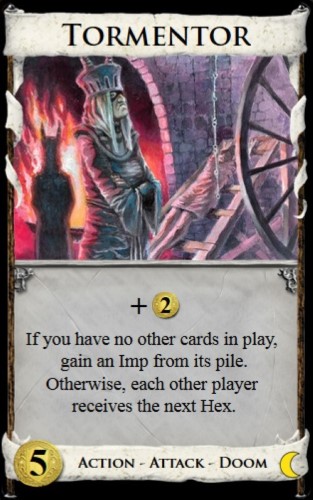 TORMENTOR
+2
If you have no other cards in play,
gain an Imp from its pile.
Otherwise, each other player
receives the next Hex.
5 ACTION - ATTACK - DOOM